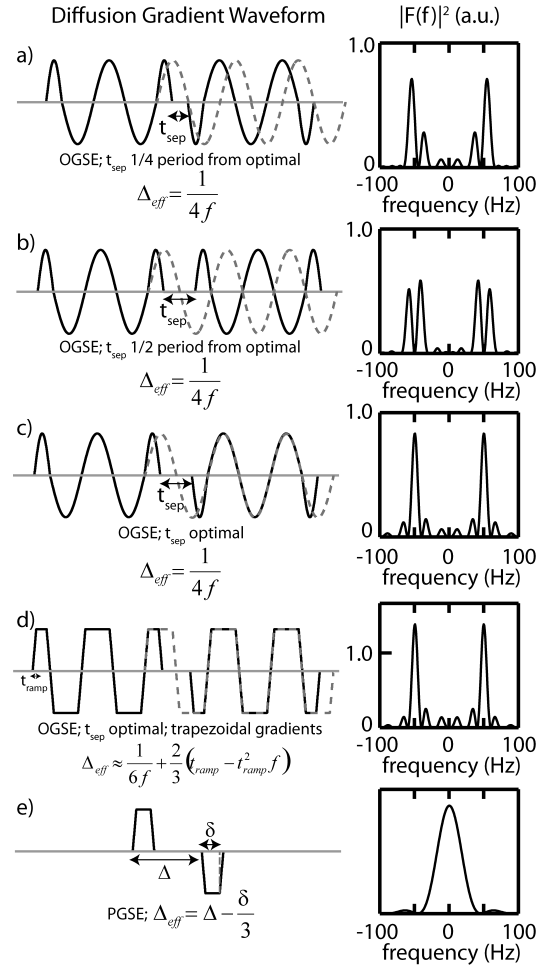 Diffusion Gradient Waveform
|F(f)|² (a.u.)
a)
t_sep
OGSE; t_sep 1/4 period from optimal
Δ_eff = 1/(4f)
1.0
0
-100 0 100
frequency (Hz)
b)
t_sep
OGSE; t_sep 1/2 period from optimal
Δ_eff = 1/(4f)
1.0
0
-100 0 100
frequency (Hz)
c)
t_sep
OGSE; t_sep optimal
Δ_eff = 1/(4f)
1.0
0
-100 0 100
frequency (Hz)
d)
t_ramp
OGSE; t_sep optimal; trapezoidal gradients
Δ_eff ≈ 1/(6f) + 2/3 (t_ramp − t²_ramp f)
1.0
0
-100 0 100
frequency (Hz)
e)
δ
Δ
PGSE; Δ_eff = Δ − δ/3
-100 0 100
frequency (Hz)